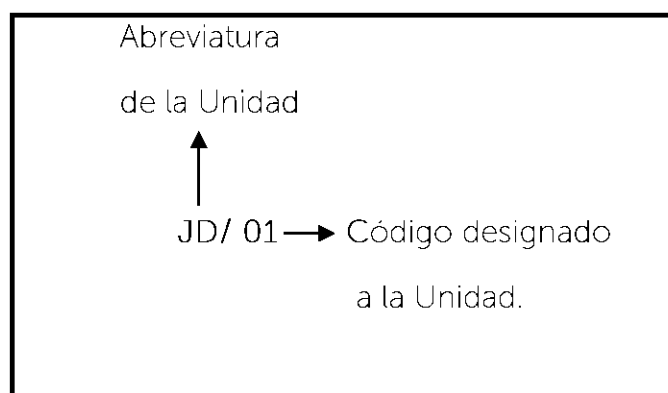 Abreviatura
de la Unidad
JD/ 01 Código designado
a la Unidad.